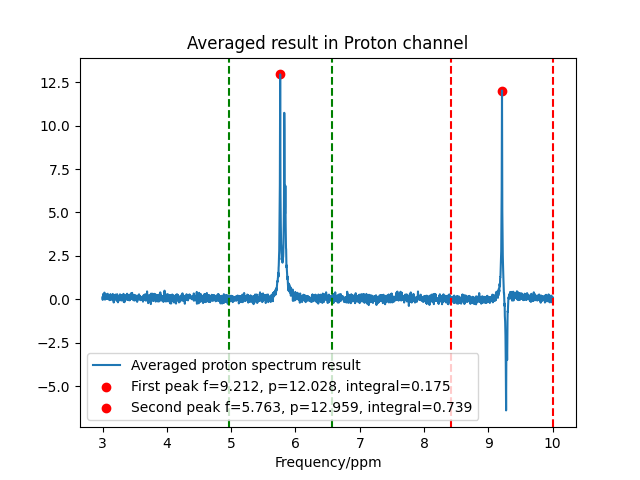 Averaged result in Proton channel
12.5
10.0
7.5
5.0
2.5
0.0
−2.5
−5.0
Averaged proton spectrum result
First peak f=9.212, p=12.028, integral=0.175
Second peak f=5.763, p=12.959, integral=0.739
3 4 5 6 7 8 9 10
Frequency/ppm